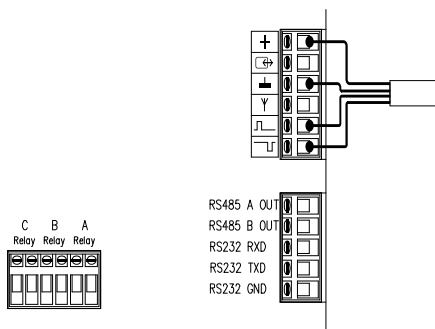 RS485 A OUT
RS485 B OUT
RS232 RXD
RS232 TXD
RS232 GND
C B A
Relay Relay Relay